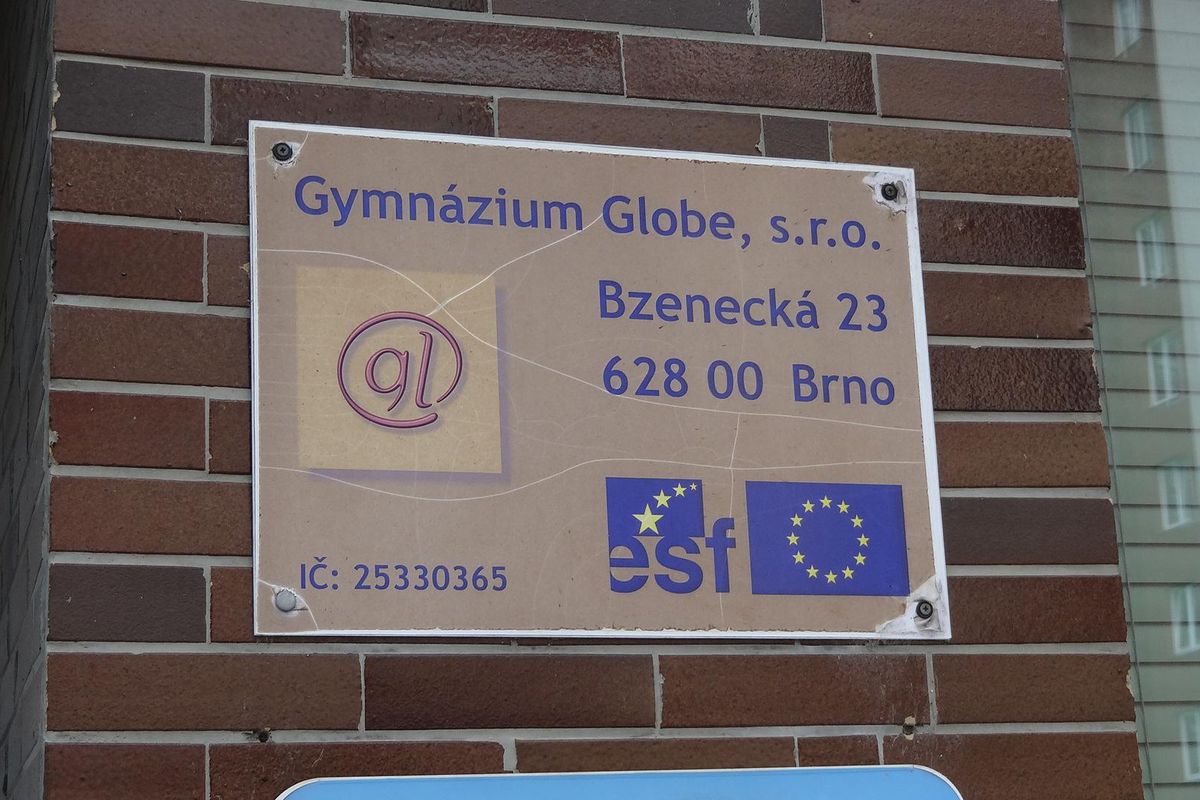 Gymnázium Globe, s.r.o.
Bzenecká 23
628 00 Brno
gl
IČ: 25330365
esf